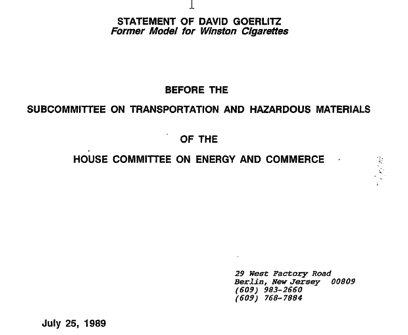 STATEMENT OF DAVID GOERLITZ
Former Model for Winston Cigarettes
BEFORE THE
SUBCOMMITTEE ON TRANSPORTATION AND HAZARDOUS MATERIALS
OF THE
HOUSE COMMITTEE ON ENERGY AND COMMERCE
29 West Factory Road
Berlin, New Jersey 00809
(609) 983-2660
(609) 768-7884
July 25, 1989